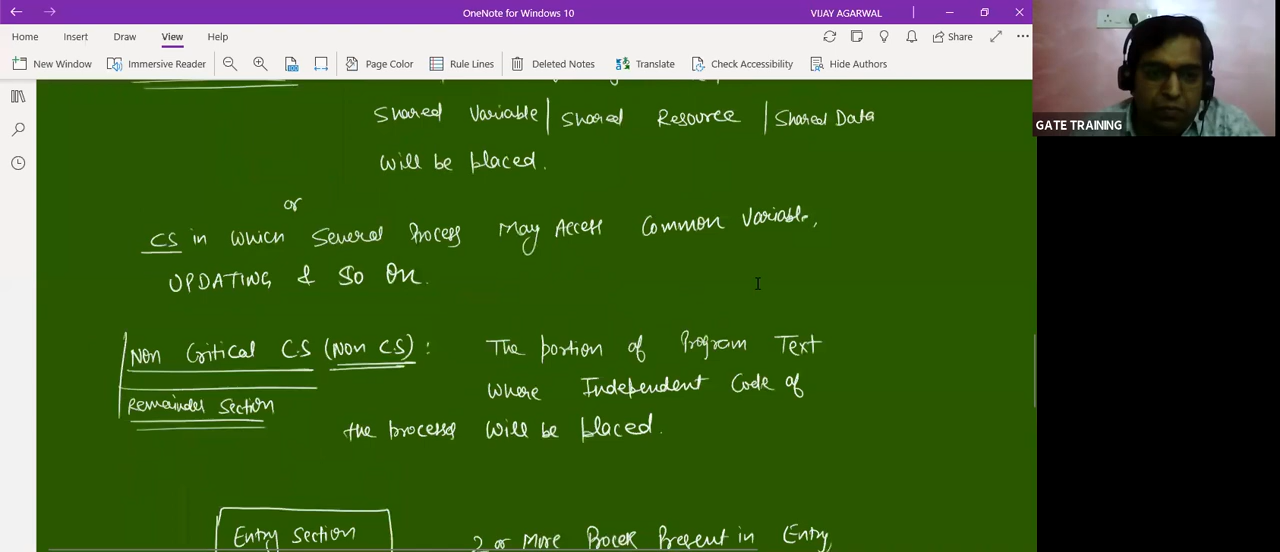 OneNote for Windows 10
VIJAY AGARWAL
Home Insert Draw View Help
Share
New Window Immersive Reader Page Color Rule Lines Deleted Notes Translate Check Accessibility Hide Authors
GATE TRAINING
Shared Variable | Shared Resource | Shared Data
will be placed.
or
CS in which Several Process May Access Common Variable,
UPDATING & So On.
Non Critical C.S (Non C.S) : The portion of Program Text
Where Independent Code of
Remainder Section
the processes will be placed.
Entry Section
2 or More Process Present in Entry